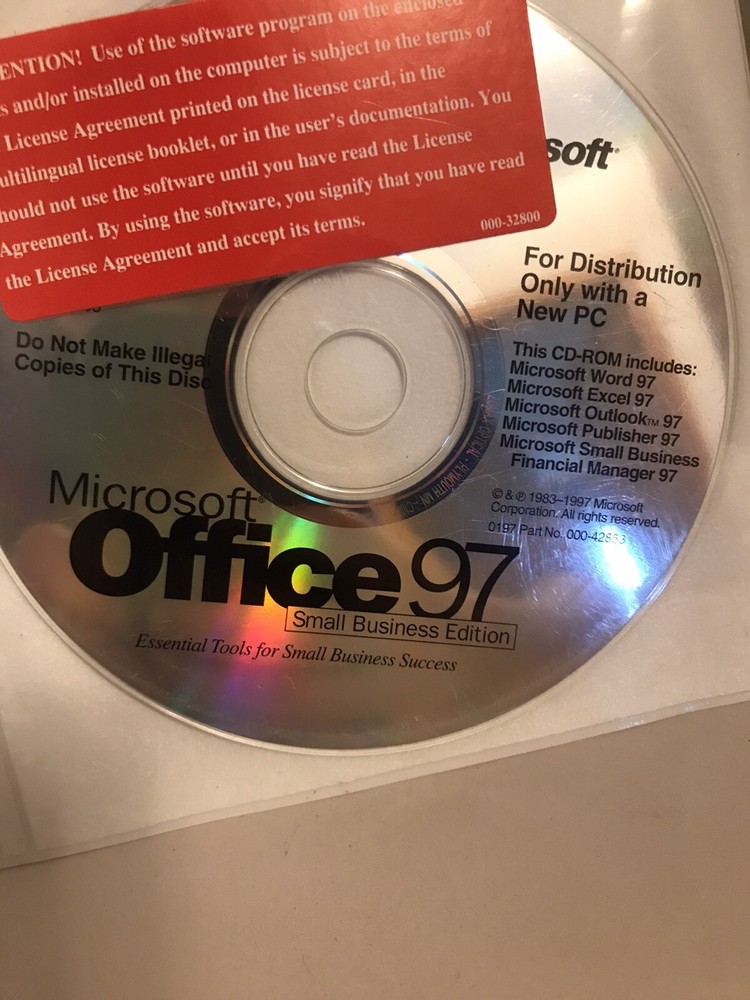 ENTION! Use of the software program on the enclosed
s and/or installed on the computer is subject to the terms of
License Agreement printed on the license card, in the
ultilingual license booklet, or in the user's documentation. You
hould not use the software until you have read the License
Agreement. By using the software, you signify that you have read
the License Agreement and accept its terms.
000-32800
soft
For Distribution
Only with a
New PC
Do Not Make Illegal
Copies of This Disc
This CD-ROM includes:
Microsoft Word 97
Microsoft Excel 97
Microsoft Outlook™ 97
Microsoft Publisher 97
Microsoft Small Business
Financial Manager 97
© & ℗ 1983-1997 Microsoft
Corporation. All rights reserved.
0197 Part No. 000-42833
Microsoft®
Office 97
Small Business Edition
Essential Tools for Small Business Success